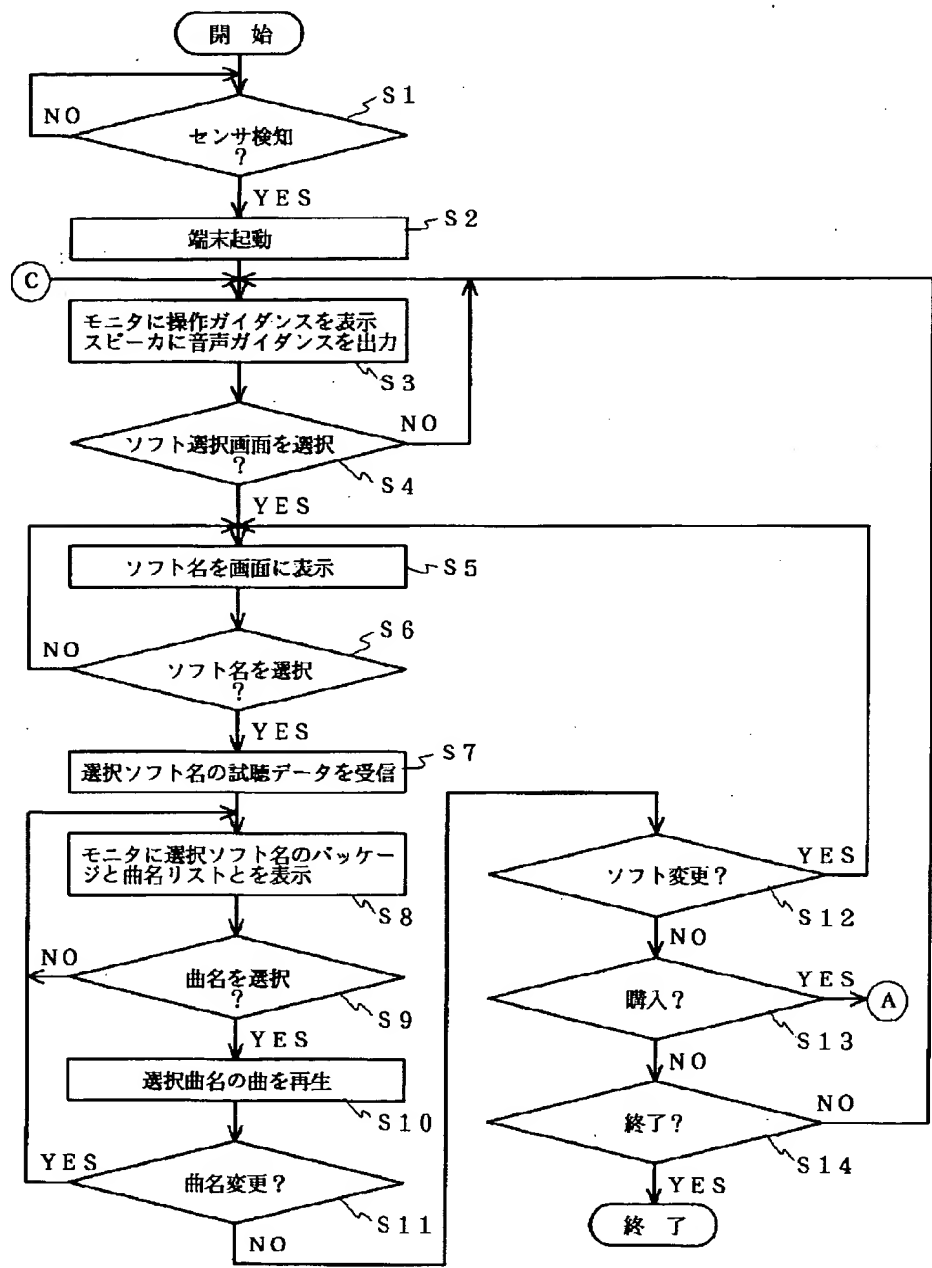 開 始
S1
NO
センサ検知
?
YES
S2
端末起動
C
モニタに操作ガイダンスを表示
スピーカに音声ガイダンスを出力
S3
NO
ソフト選択画面を選択
?
S4
YES
ソフト名を画面に表示
S5
S6
NO
ソフト名を選択
?
YES
S7
選択ソフト名の試聴データを受信
モニタに選択ソフト名のパッケー
ジと曲名リストとを表示
S8
NO
曲名を選択
?
S9
YES
選択曲名の曲を再生
S10
YES
曲名変更?
S11
NO
YES
ソフト変更?
S12
NO
YES
購入?
A
S13
NO
NO
終了?
S14
YES
終 了